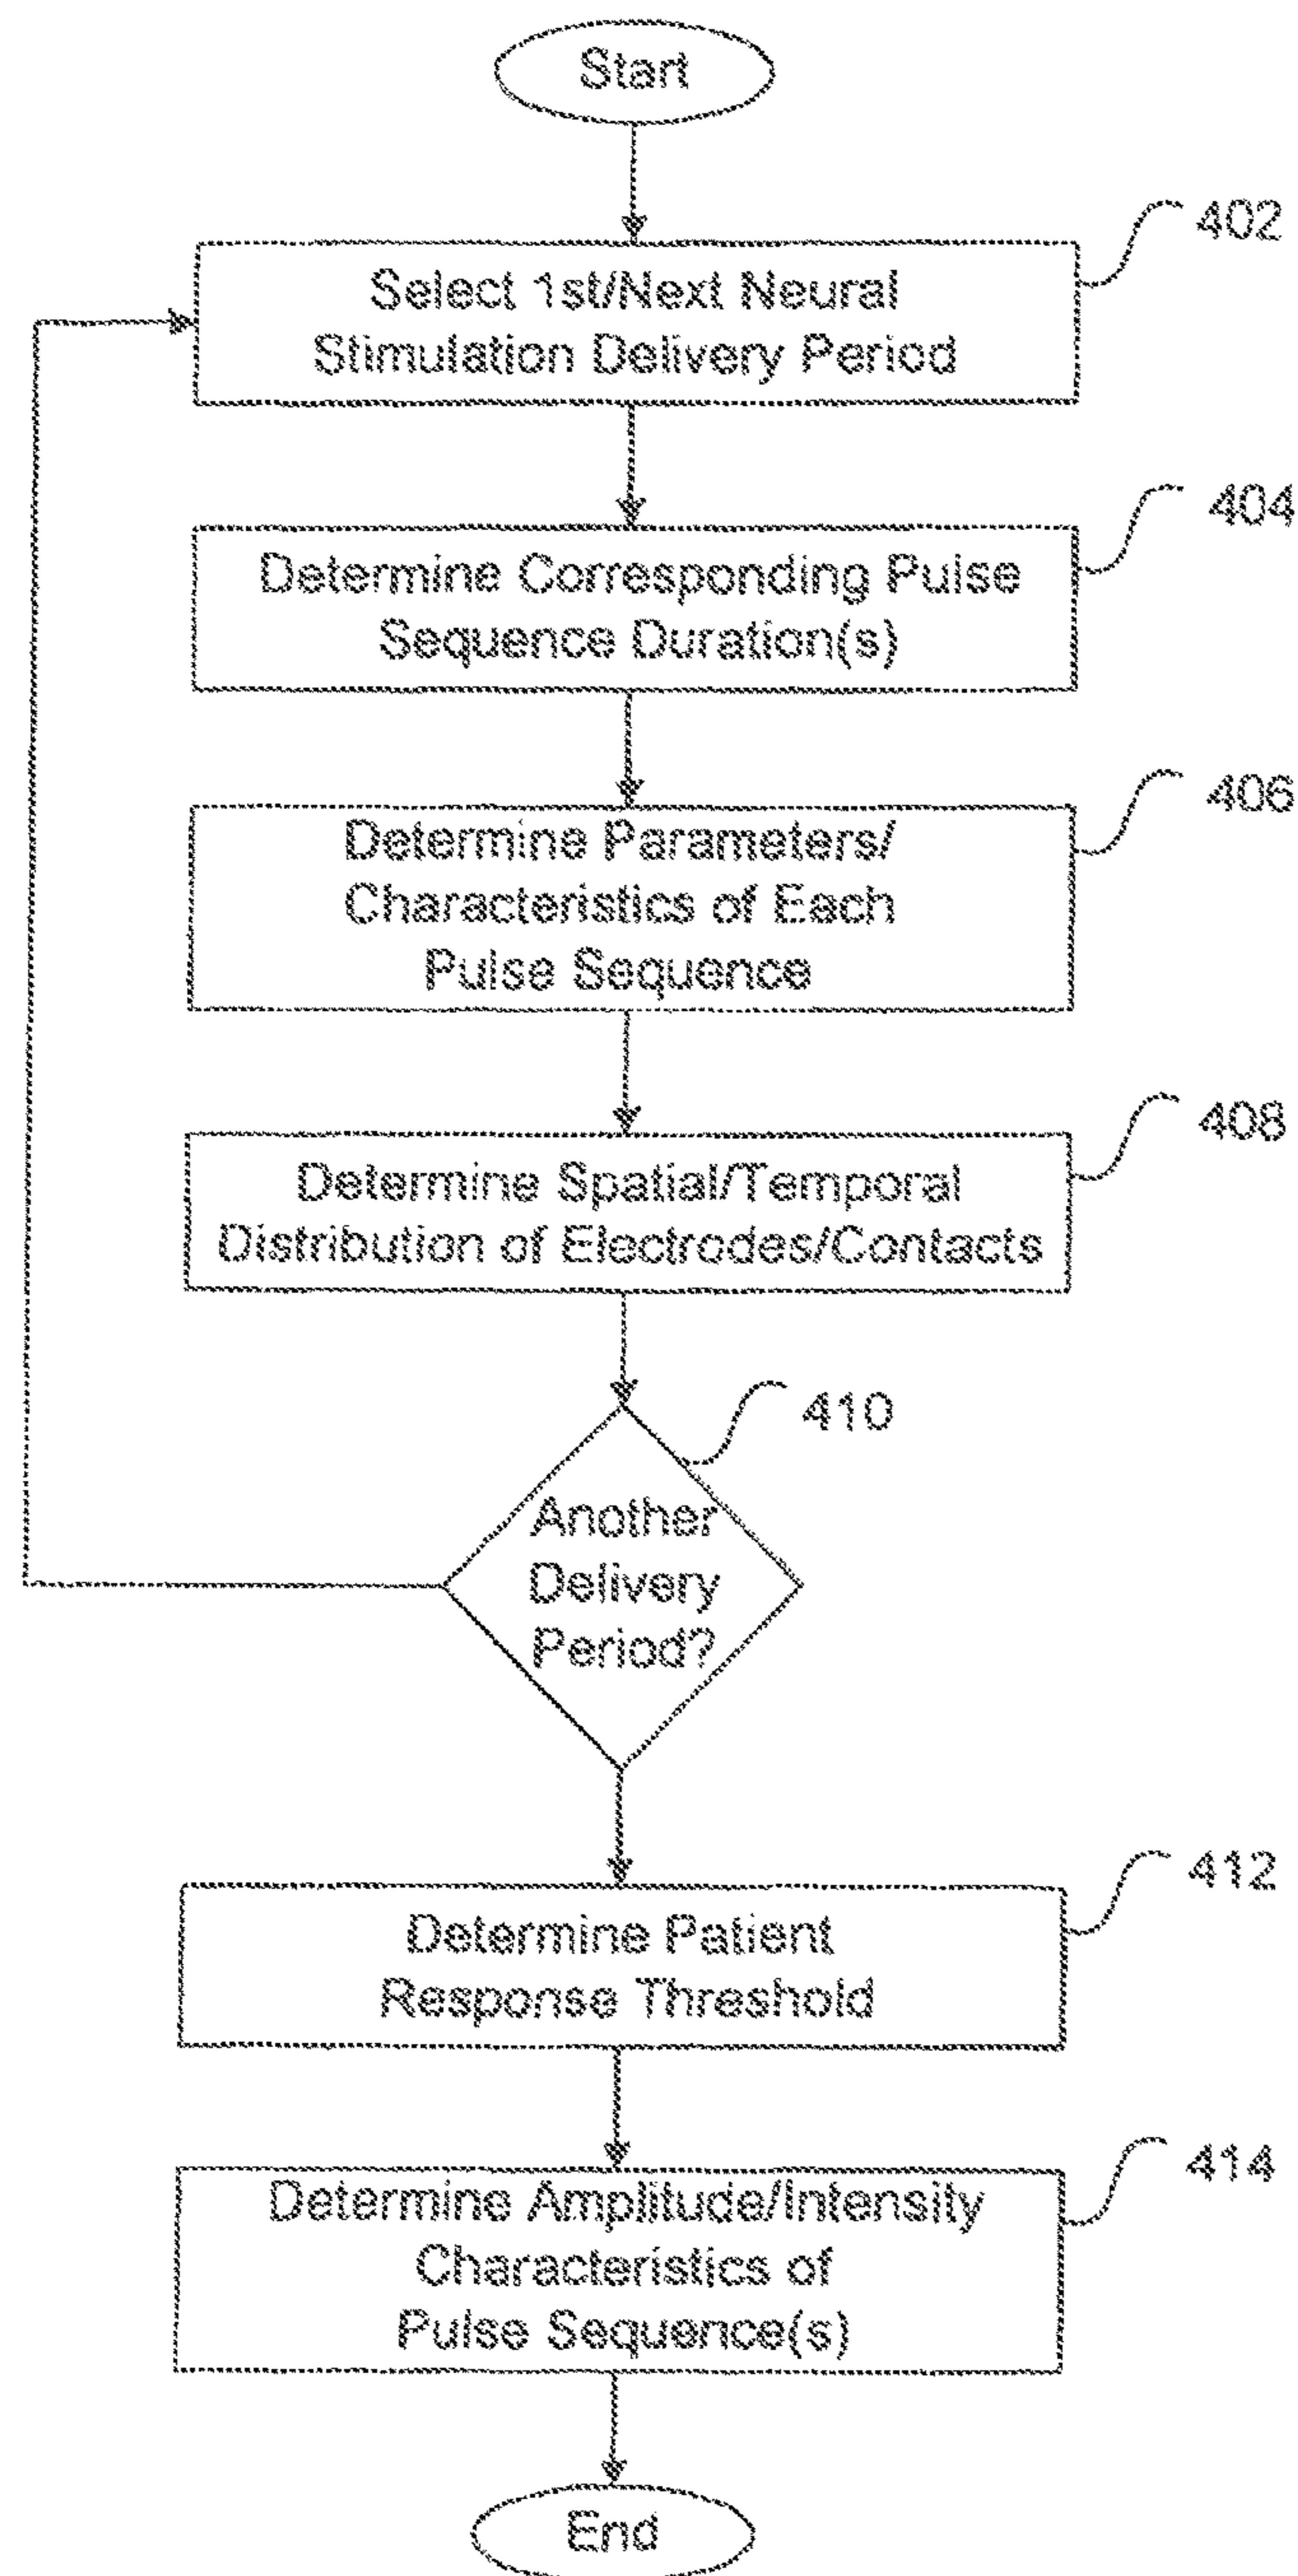 Start
402
Select 1st/Next Neural
Stimulation Delivery Period
404
Determine Corresponding Pulse
Sequence Duration(s)
406
Determine Parameters/
Characteristics of Each
Pulse Sequence
408
Determine Spatial/Temporal
Distribution of Electrodes/Contacts
410
Another
Delivery
Period?
412
Determine Patient
Response Threshold
414
Determine Amplitude/Intensity
Characteristics of
Pulse Sequence(s)
End